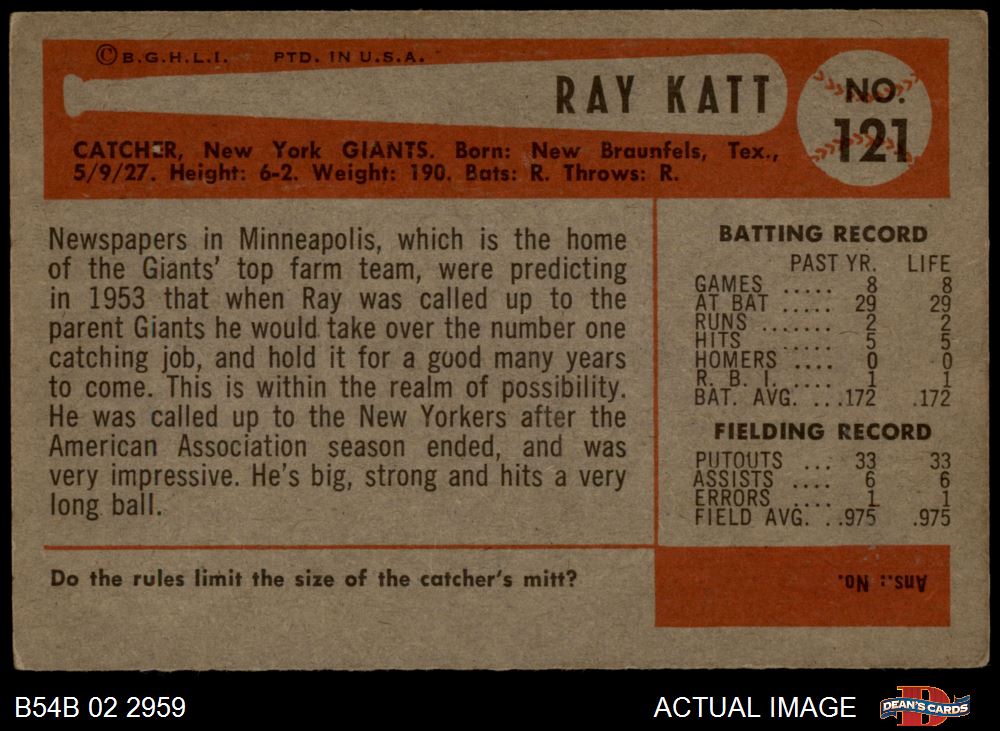 ©B.G.H.L.I. PTD. IN U.S.A.
RAY KATT
NO.
121
CATCHER, New York GIANTS. Born: New Braunfels, Tex.,
5/9/27. Height: 6-2. Weight: 190. Bats: R. Throws: R.
Newspapers in Minneapolis, which is the home
of the Giants' top farm team, were predicting
in 1953 that when Ray was called up to the
parent Giants he would take over the number one
catching job, and hold it for a good many years
to come. This is within the realm of possibility.
He was called up to the New Yorkers after the
American Association season ended, and was
very impressive. He's big, strong and hits a very
long ball.
BATTING RECORD
PAST YR. LIFE
GAMES ..... 8 8
AT BAT ..... 29 29
RUNS ....... 2 2
HITS ..... 5 5
HOMERS .... 0 0
R. B. I. .... 1 1
BAT. AVG. ... .172 .172
FIELDING RECORD
PUTOUTS ... 33 33
ASSISTS .... 6 6
ERRORS .... 1 1
FIELD AVG. . .975 .975
Do the rules limit the size of the catcher's mitt?
Ans.: No.
B54B 02 2959
ACTUAL IMAGE
D
DEAN'S CARDS